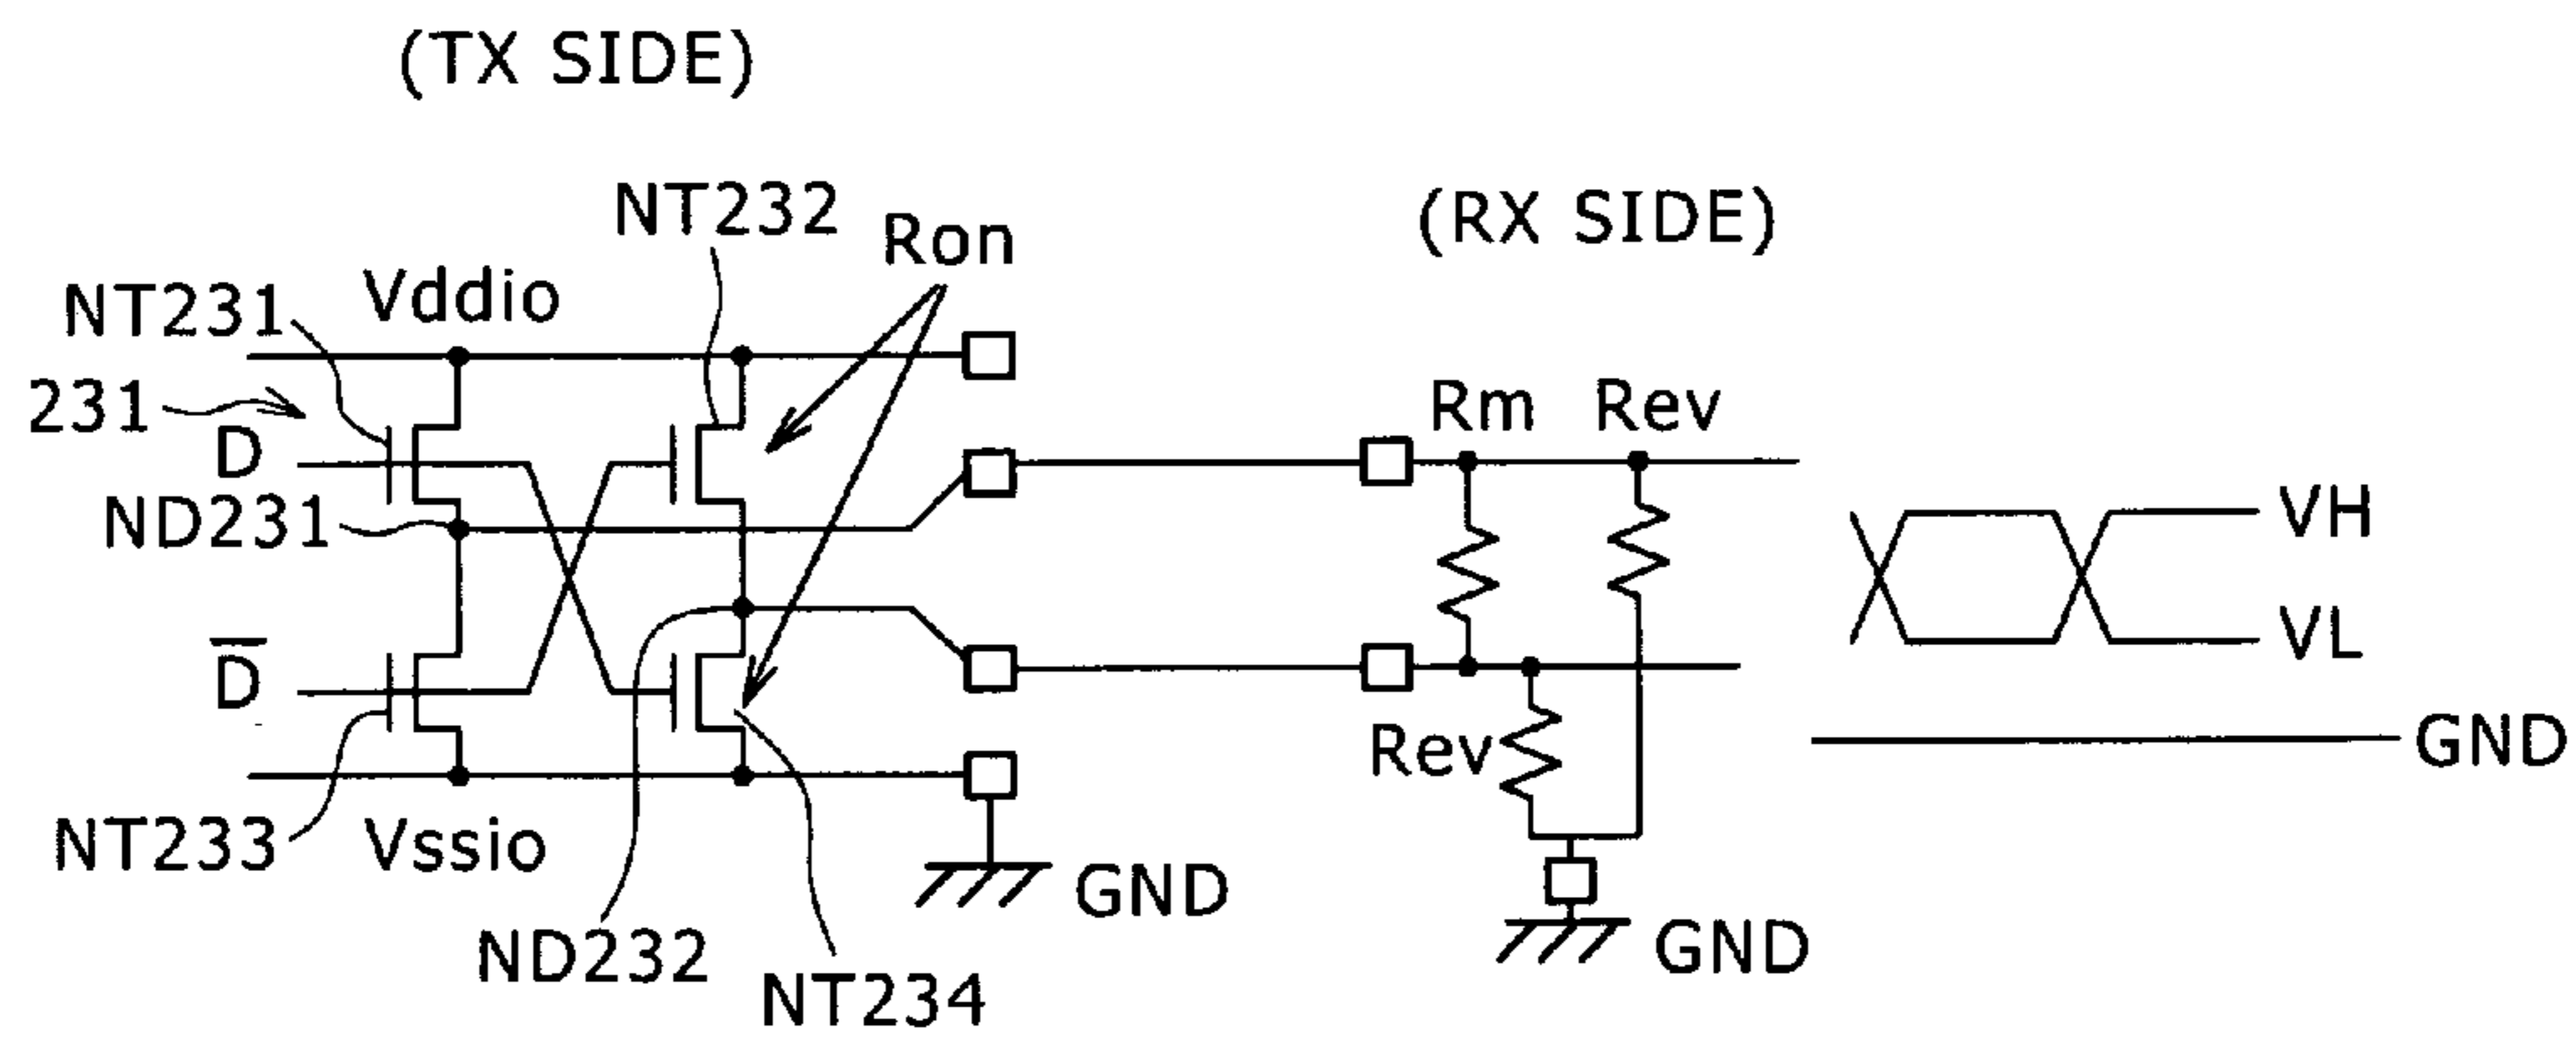 (TX SIDE)
NT232
Ron
(RX SIDE)
NT231
Vddio
231
D
Rm
Rev
ND231
VH
D̅
VL
Rev
GND
NT233
Vssio
GND
ND232
GND
NT234